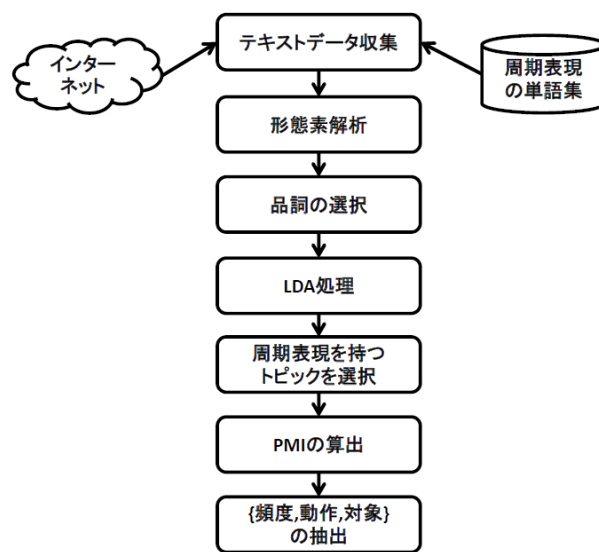 テキストデータ収集
インター
ネット
周期表現
の単語集
形態素解析
品詞の選択
LDA処理
周期表現を持つ
トピックを選択
PMIの算出
{頻度,動作,対象}
の抽出